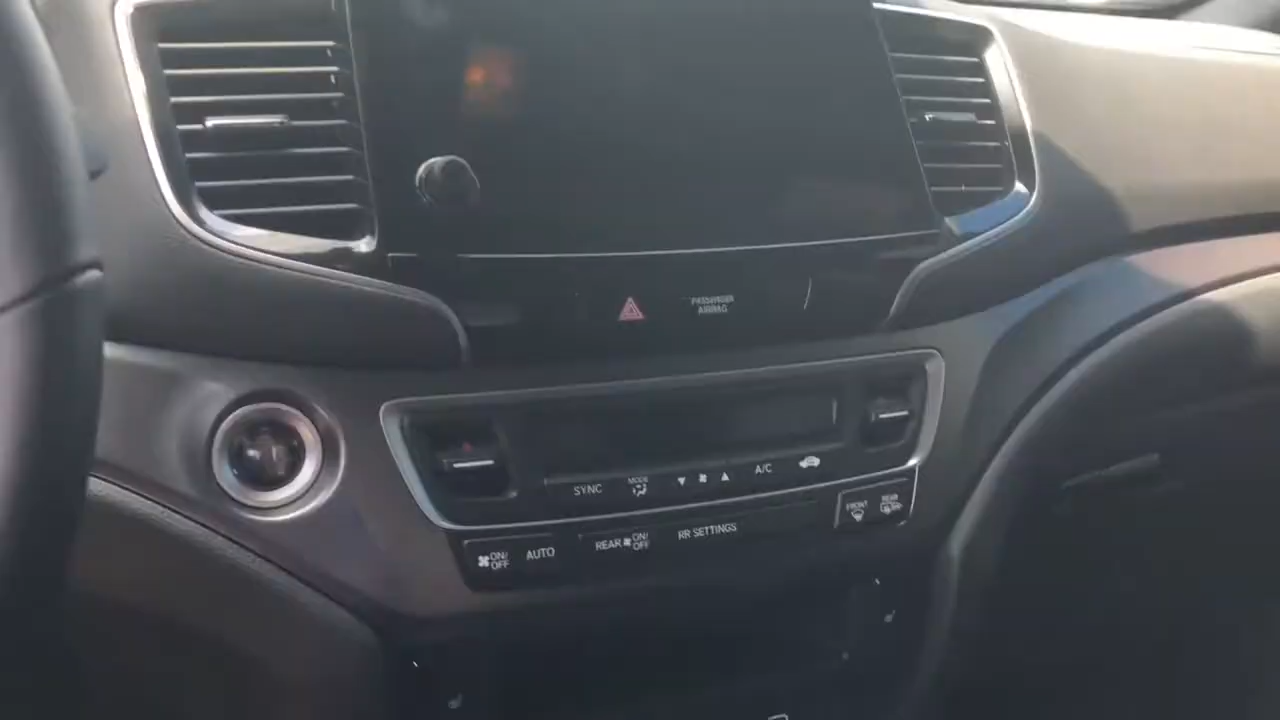 PASSENGER
AIRBAG
SYNC
MODE
A/C
ON/
OFF
AUTO
REAR
ON/
OFF
RR SETTINGS
FRONT
REAR